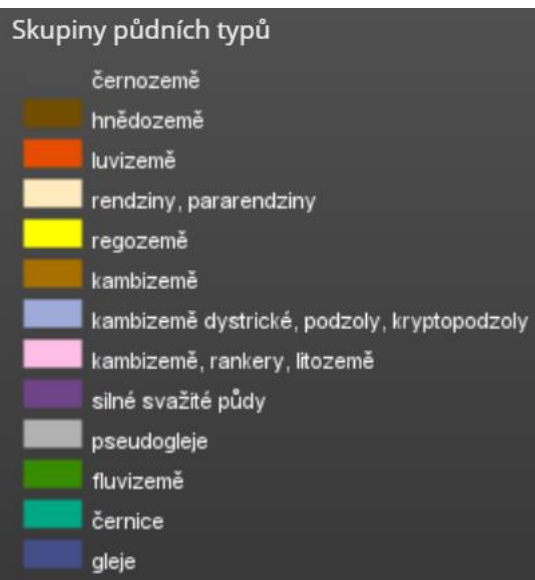 Skupiny půdních typů
černozemě
hnědozemě
luvizemě
rendziny, pararendziny
regozemě
kambizemě
kambizemě dystrické, podzoly, kryptopodzoly
kambizemě, rankery, litozemě
silné svažité půdy
pseudogleje
fluvizemě
černice
gleje